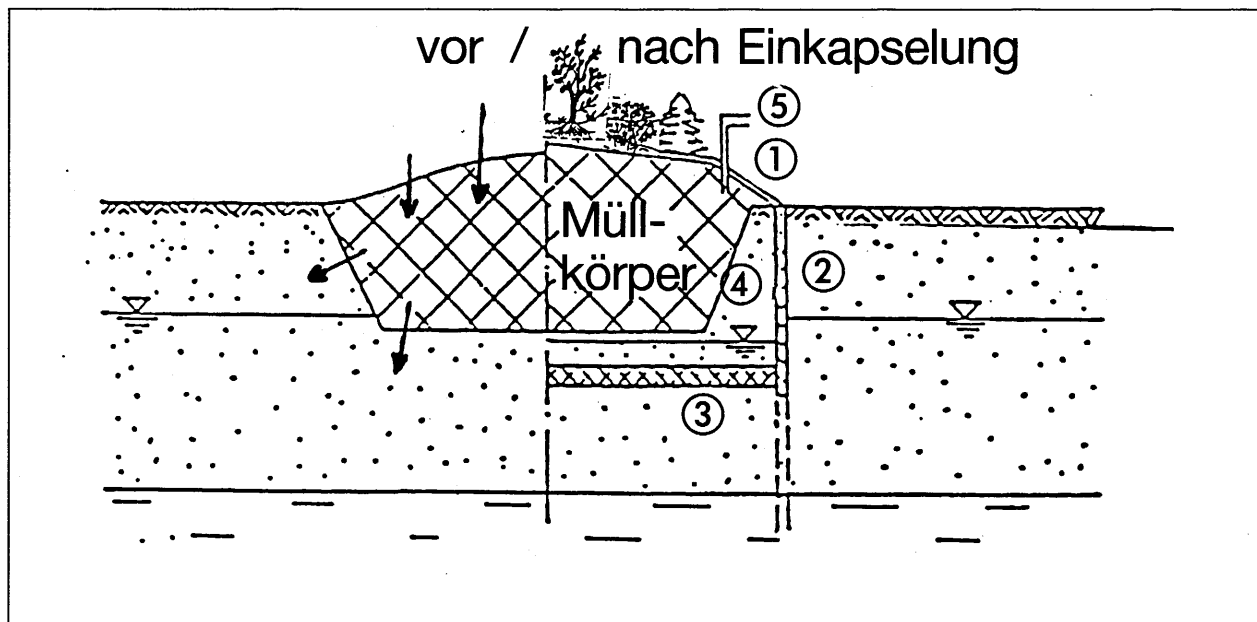 vor / nach Einkapselung
⑤
①
Müll-
körper
②
④
③